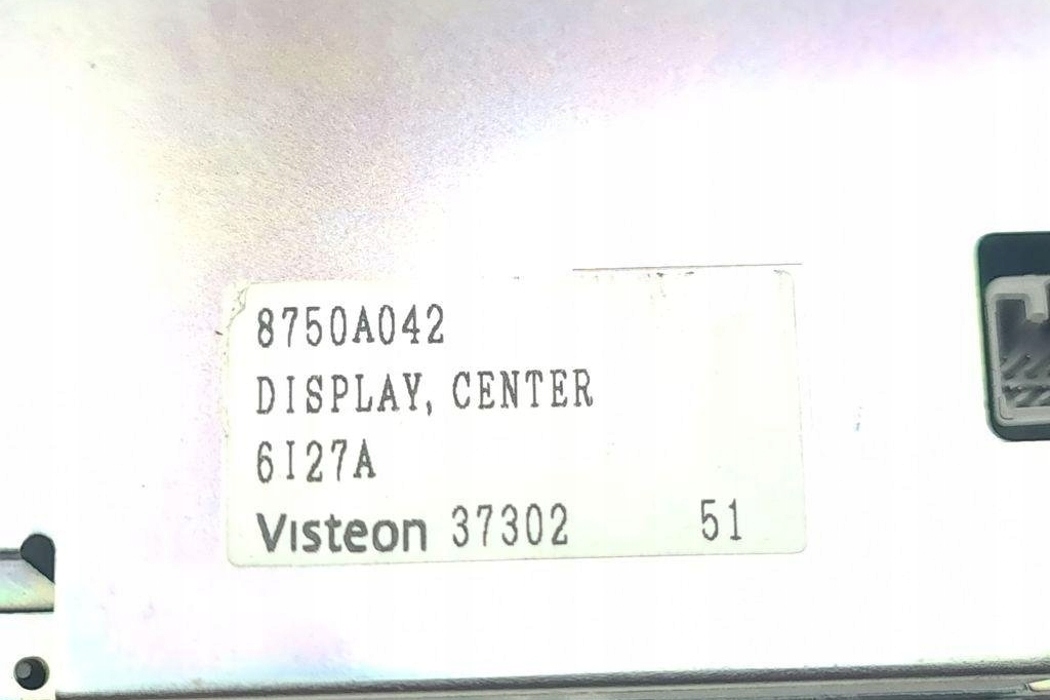 8750A042
DISPLAY, CENTER
6I27A
Visteon 37302 51